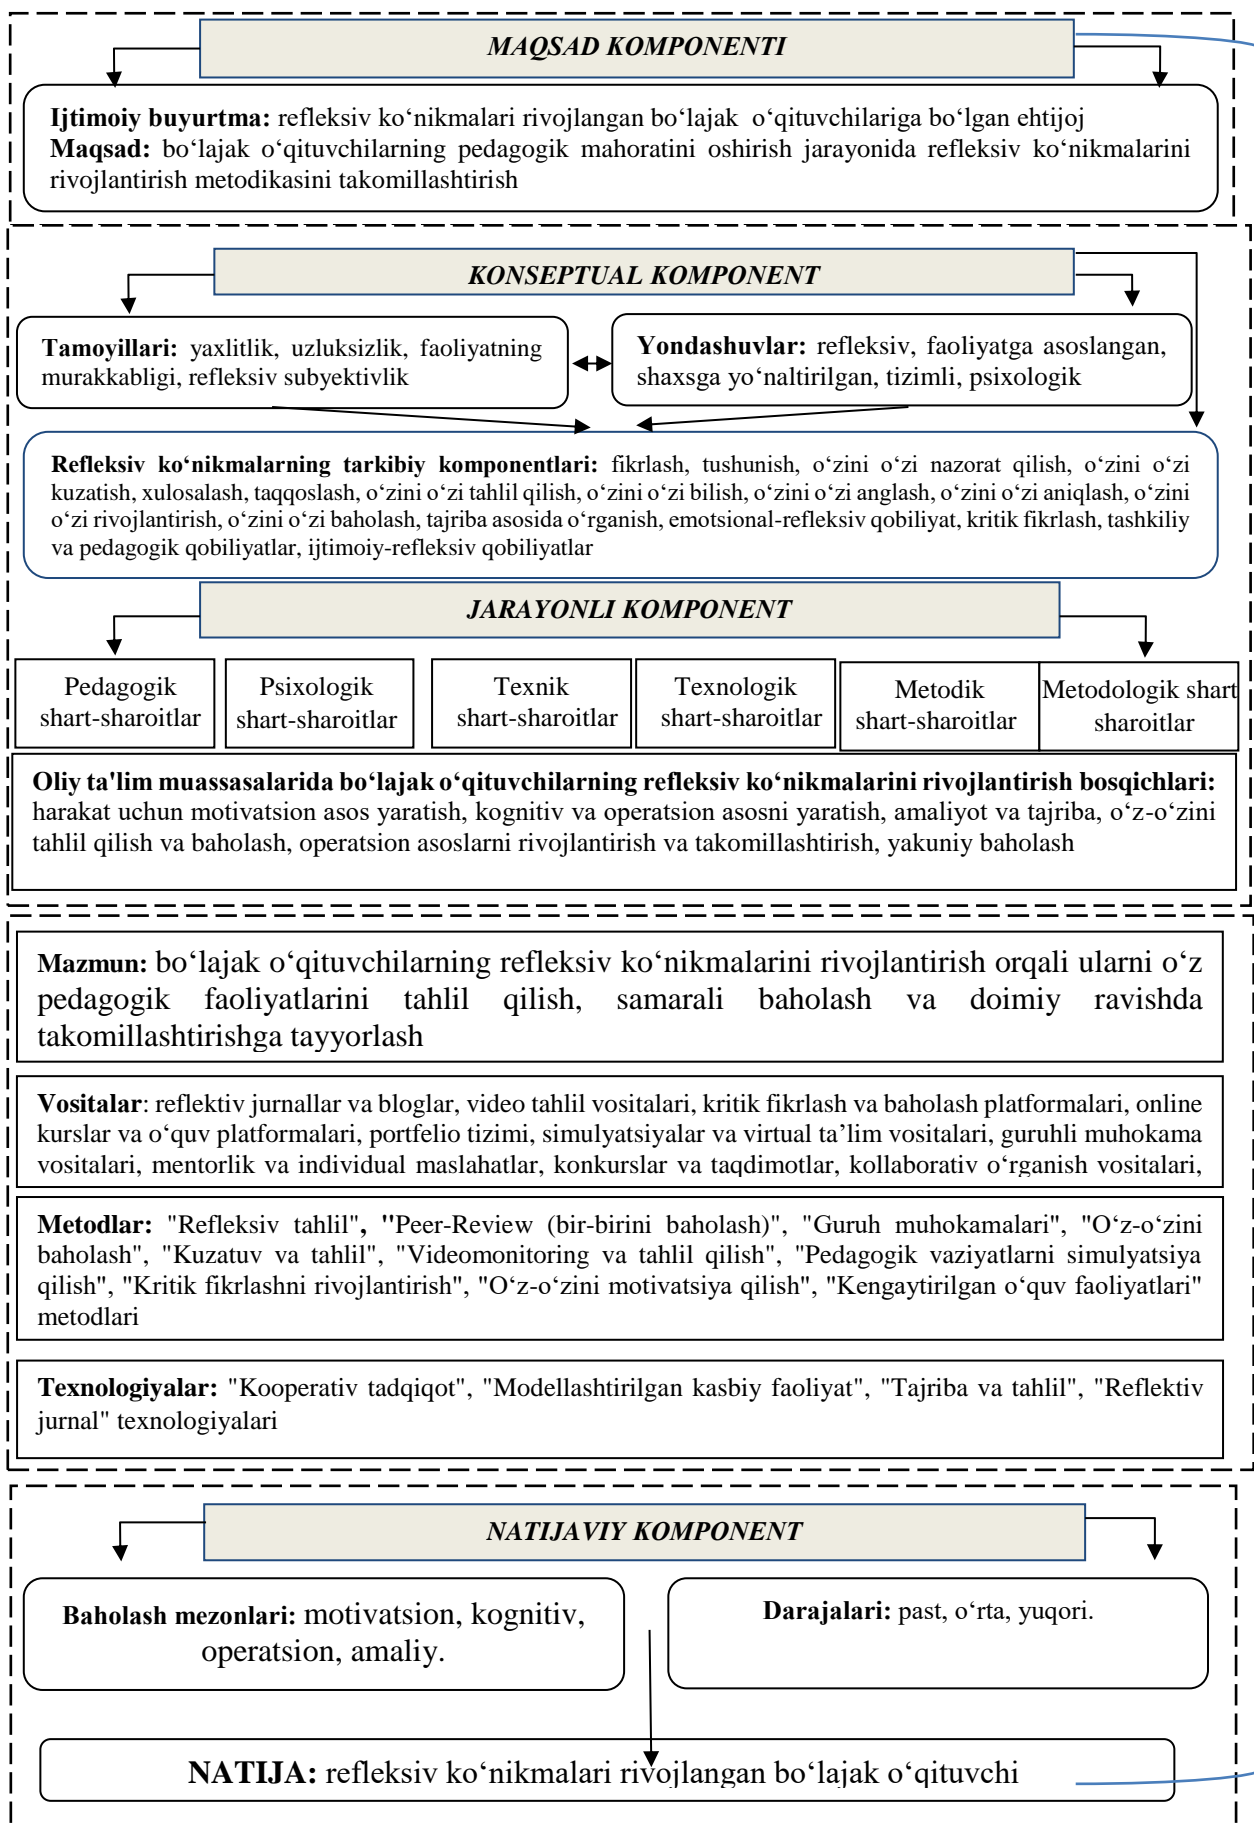 MAQSAD KOMPONENTI
Ijtimoiy buyurtma: refleksiv ko‘nikmalari rivojlangan bo‘lajak o‘qituvchilariga bo‘lgan ehtijoj
Maqsad: bo‘lajak o‘qituvchilarning pedagogik mahoratini oshirish jarayonida refleksiv ko‘nikmalarini
rivojlantirish metodikasini takomillashtirish
KONSEPTUAL KOMPONENT
Tamoyillari: yaxlitlik, uzluksizlik, faoliyatning
murakkabligi, refleksiv subyektivlik
Yondashuvlar: refleksiv, faoliyatga asoslangan,
shaxsga yo‘naltirilgan, tizimli, psixologik
Refleksiv ko‘nikmalarning tarkibiy komponentlari: fikrlash, tushunish, o‘zini o‘zi nazorat qilish, o‘zini o‘zi
kuzatish, xulosalash, taqqoslash, o‘zini o‘zi tahlil qilish, o‘zini o‘zi bilish, o‘zini o‘zi anglash, o‘zini o‘zi aniqlash, o‘zini
o‘zi rivojlantirish, o‘zini o‘zi baholash, tajriba asosida o‘rganish, emotsional-refleksiv qobiliyat, kritik fikrlash, tashkiliy
va pedagogik qobiliyatlar, ijtimoiy-refleksiv qobiliyatlar
JARAYONLI KOMPONENT
Pedagogik
shart-sharoitlar
Psixologik
shart-sharoitlar
Texnik
shart-sharoitlar
Texnologik
shart-sharoitlar
Metodik
shart-sharoitlar
Metodologik shart
sharoitlar
Oliy ta'lim muassasalarida bo‘lajak o‘qituvchilarning refleksiv ko‘nikmalarini rivojlantirish bosqichlari:
harakat uchun motivatsion asos yaratish, kognitiv va operatsion asosni yaratish, amaliyot va tajriba, o‘z-o‘zini
tahlil qilish va baholash, operatsion asoslarni rivojlantirish va takomillashtirish, yakuniy baholash
Mazmun: bo‘lajak o‘qituvchilarning refleksiv ko‘nikmalarini rivojlantirish orqali ularni o‘z
pedagogik faoliyatlarini tahlil qilish, samarali baholash va doimiy ravishda
takomillashtirishga tayyorlash
Vositalar: reflektiv jurnallar va bloglar, video tahlil vositalari, kritik fikrlash va baholash platformalari, online
kurslar va o‘quv platformalari, portfelio tizimi, simulyatsiyalar va virtual ta’lim vositalari, guruhli muhokama
vositalari, mentorlik va individual maslahatlar, konkurslar va taqdimotlar, kollaborativ o‘rganish vositalari,
Metodlar: "Refleksiv tahlil", "Peer-Review (bir-birini baholash)", "Guruh muhokamalari", "O‘z-o‘zini
baholash", "Kuzatuv va tahlil", "Videomonitoring va tahlil qilish", "Pedagogik vaziyatlarni simulyatsiya
qilish", "Kritik fikrlashni rivojlantirish", "O‘z-o‘zini motivatsiya qilish", "Kengaytirilgan o‘quv faoliyatlari"
metodlari
Texnologiyalar: "Kooperativ tadqiqot", "Modellashtirilgan kasbiy faoliyat", "Tajriba va tahlil", "Reflektiv
jurnal" texnologiyalari
NATIJAVIY KOMPONENT
Baholash mezonlari: motivatsion, kognitiv,
operatsion, amaliy.
Darajalari: past, o‘rta, yuqori.
NATIJA: refleksiv ko‘nikmalari rivojlangan bo‘lajak o‘qituvchi